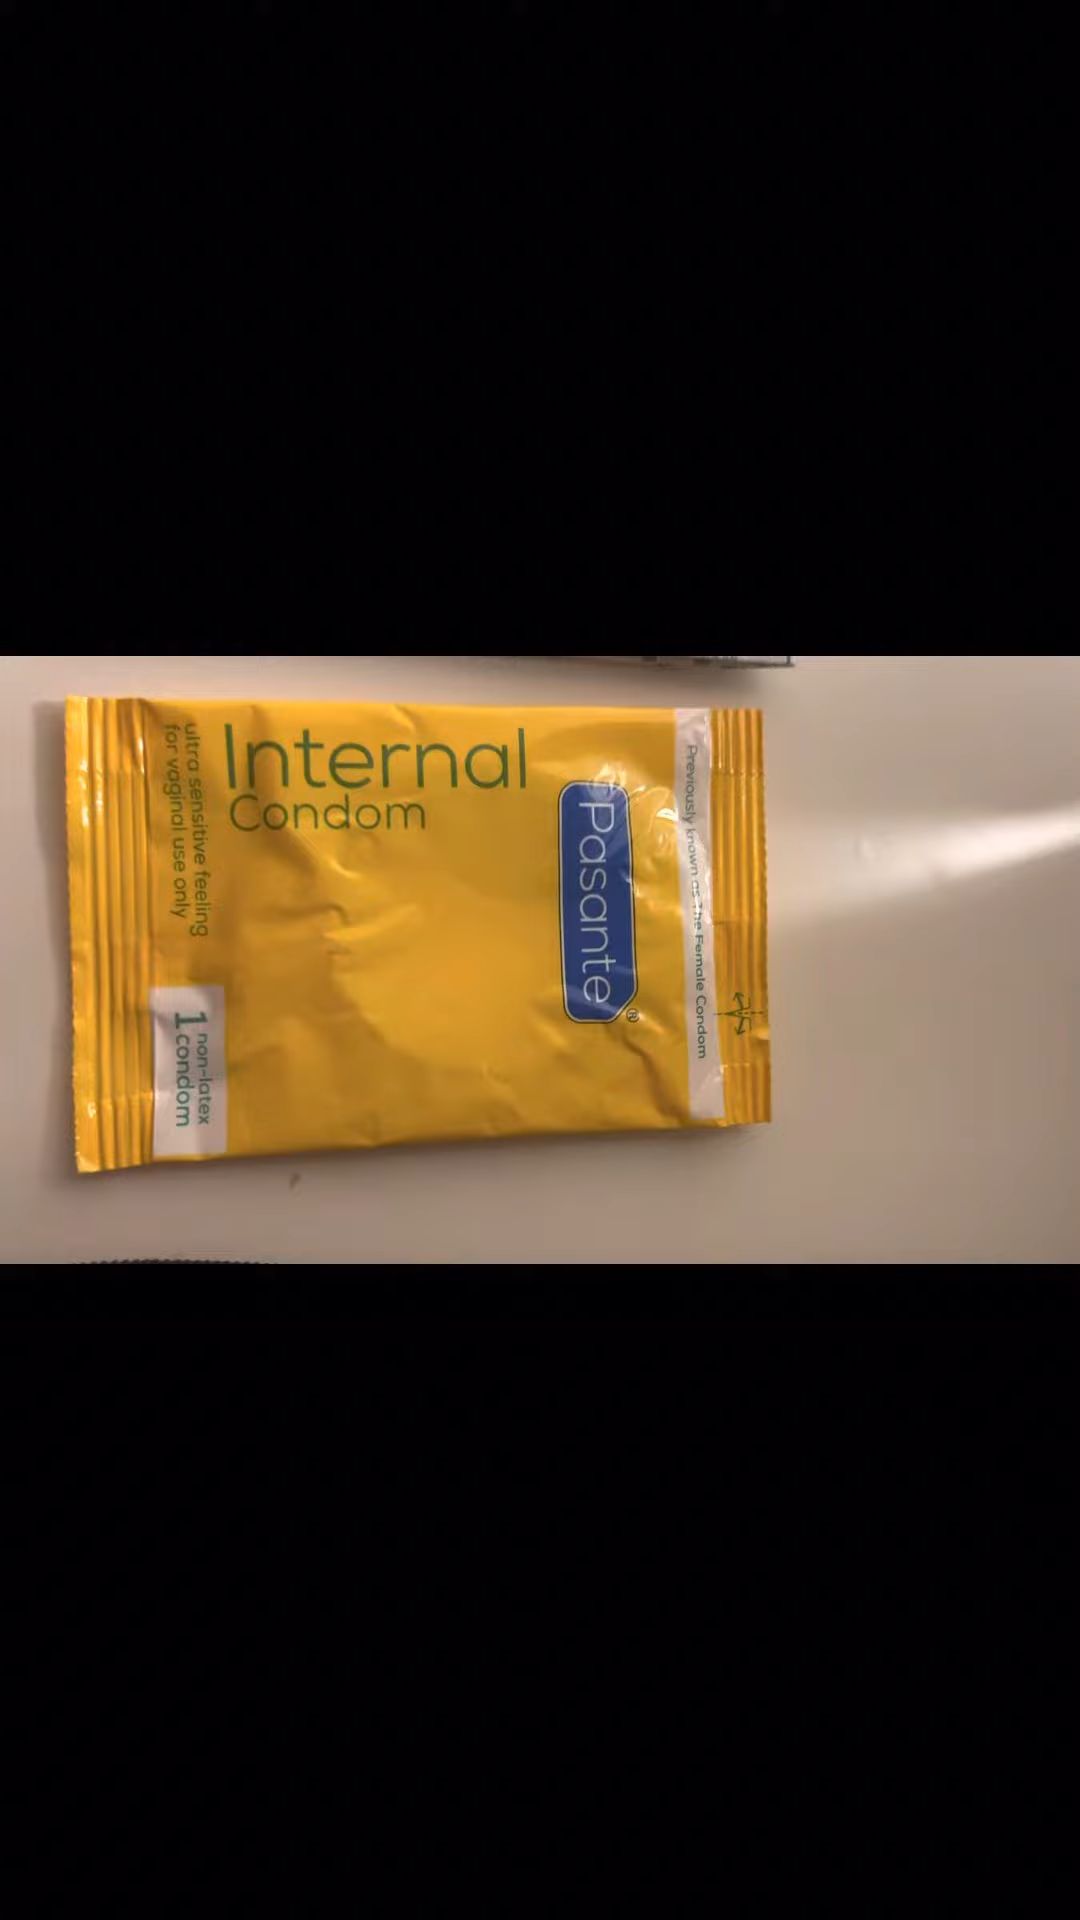 Previously known as The Female Condom
Pasante®
Internal
Condom
ultra sensitive feeling
for vaginal use only
1 non-latex
condom